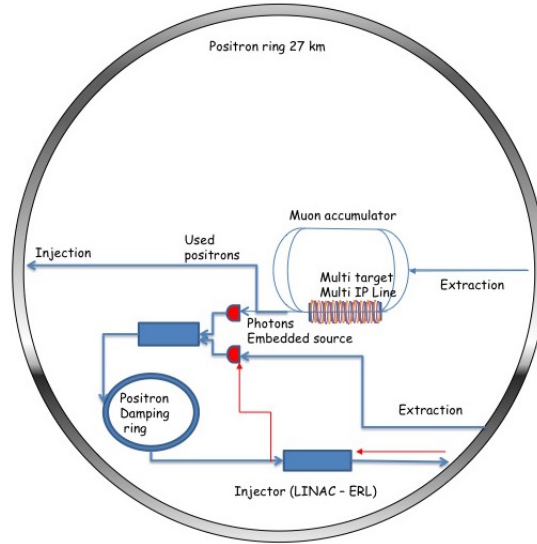 Positron ring 27 km
Muon accumulator
Injection
Used
positrons
Multi target
Multi IP Line
Extraction
Photons
Embedded source
Positron
Damping
ring
Extraction
Injector (LINAC – ERL)